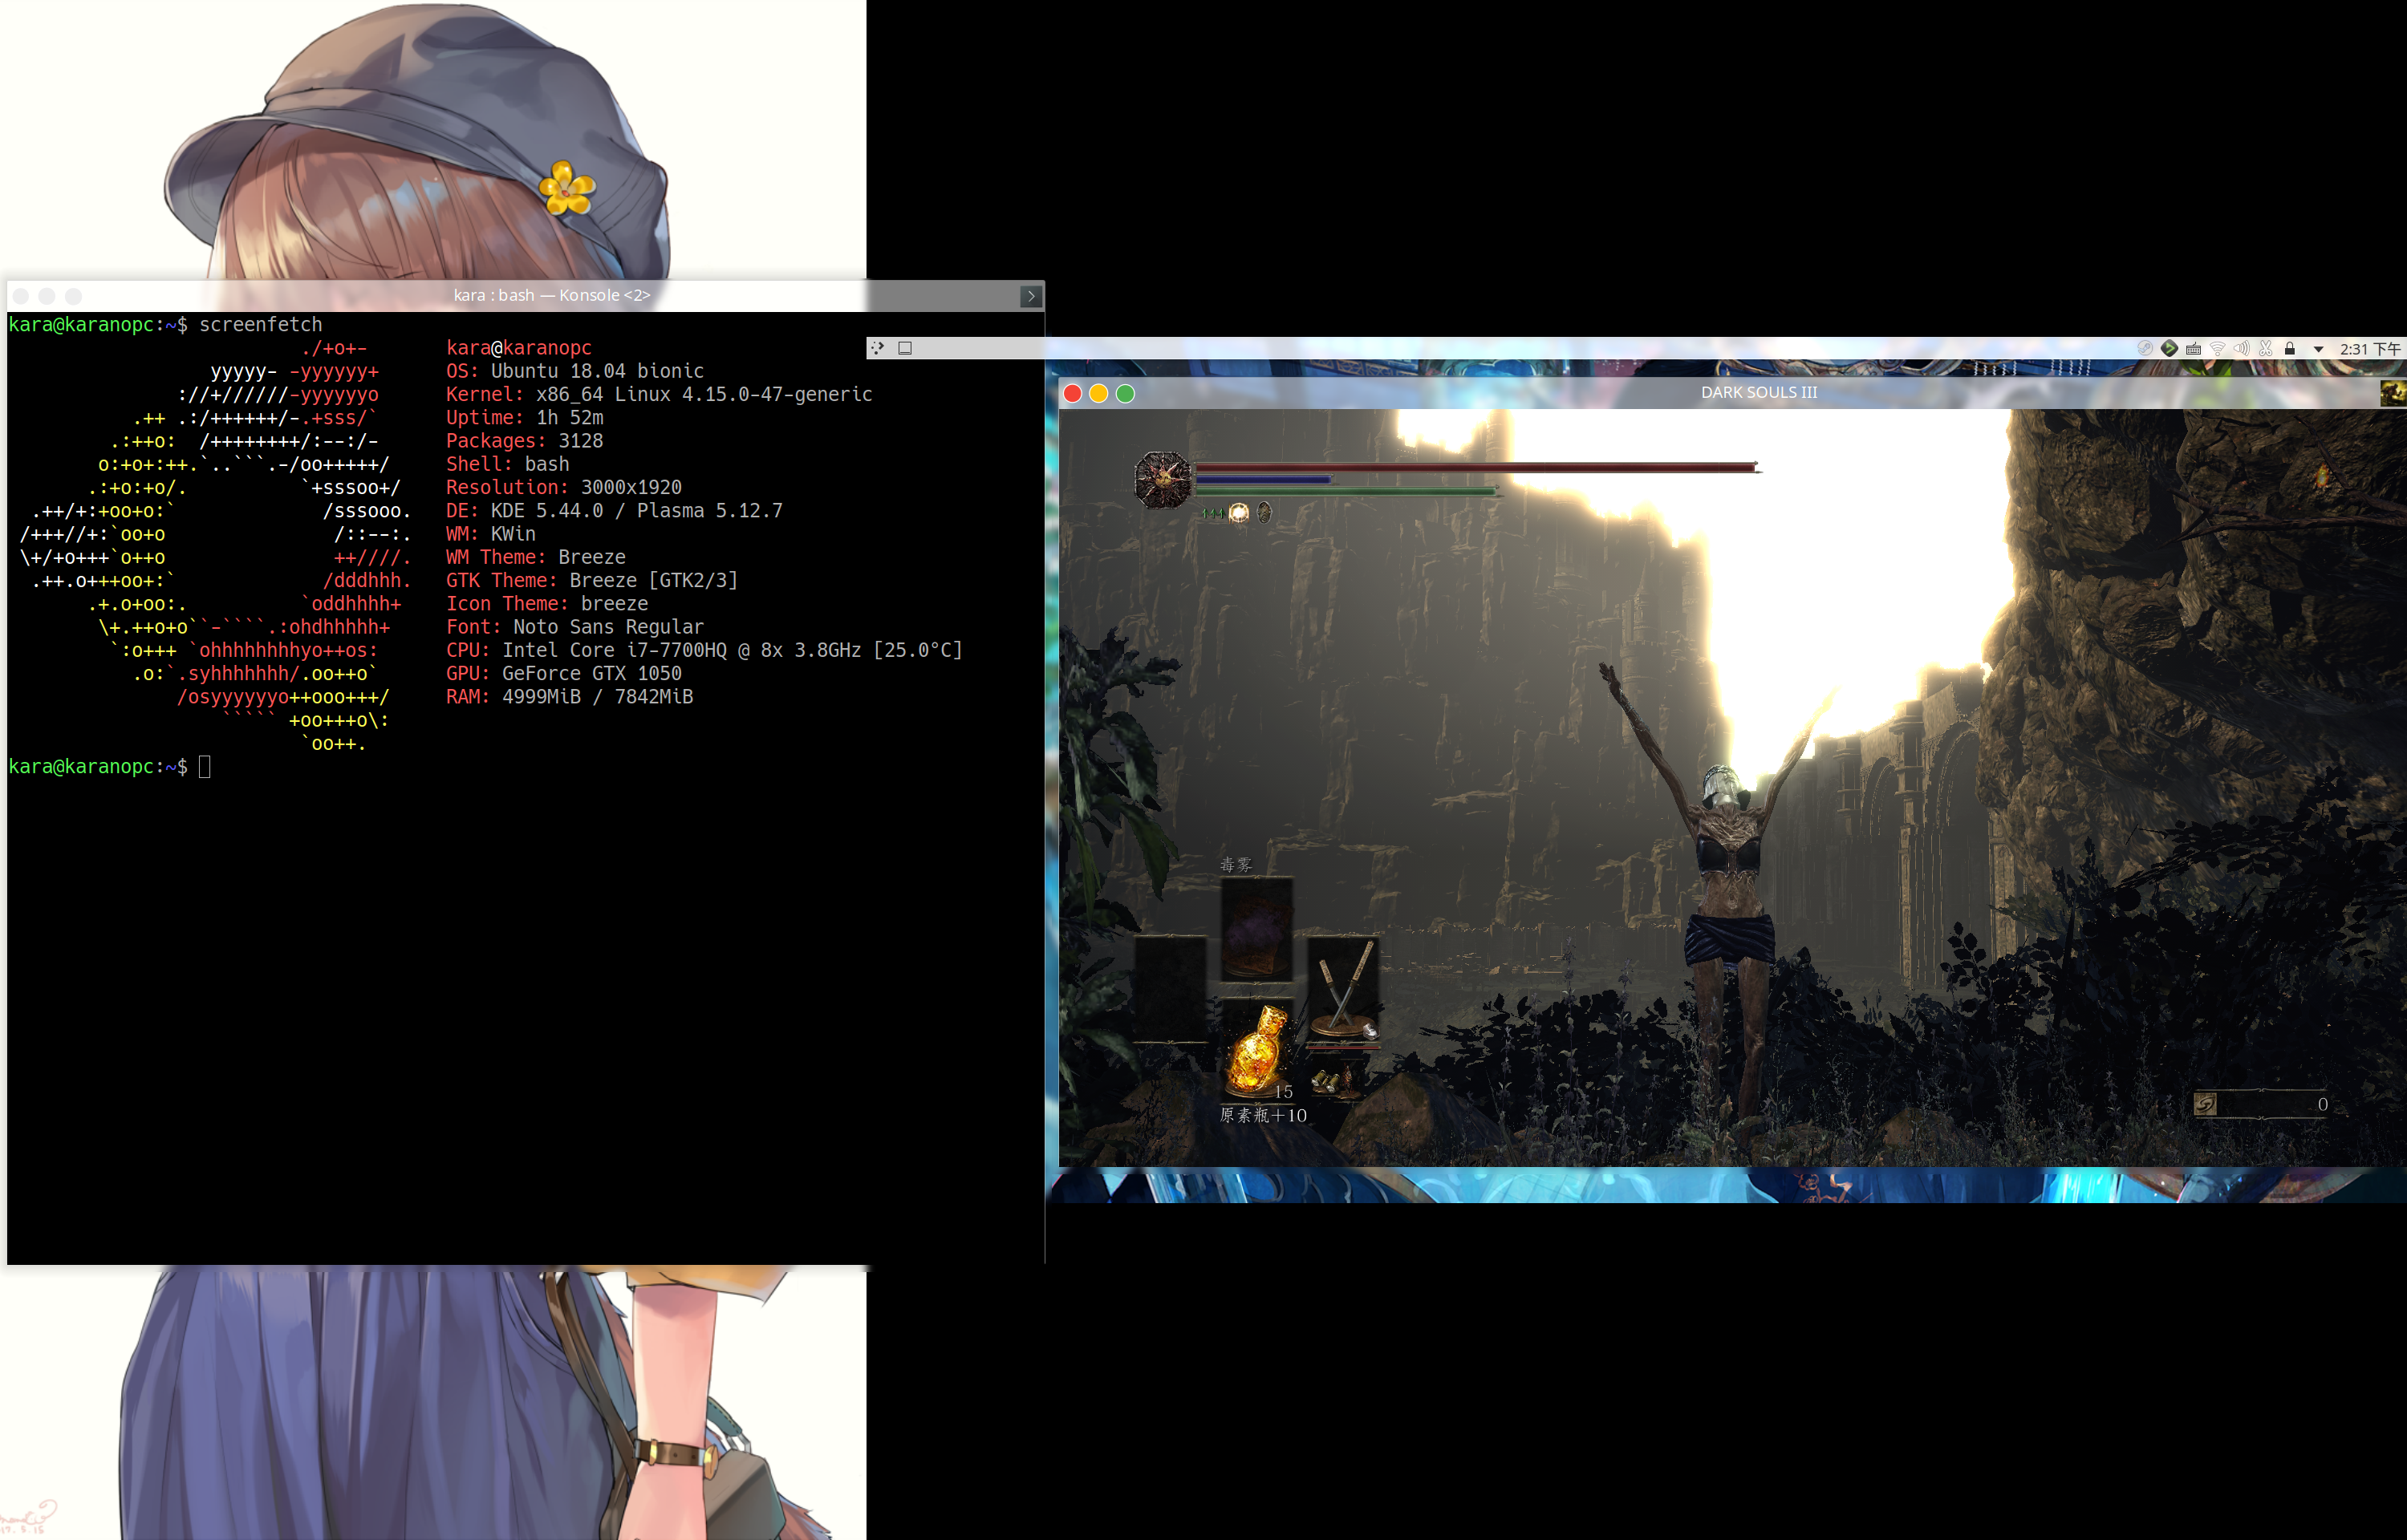 kara : bash — Konsole <2>
kara@karanopc:~$ screenfetch
./+o+-
kara@karanopc
yyyyy- -yyyyyy+
OS: Ubuntu 18.04 bionic
://+//////-yyyyyyo
Kernel: x86_64 Linux 4.15.0-47-generic
.++ .:/++++++/-.+sss/`
Uptime: 1h 52m
.:++o:  /++++++++/:--:/-
Packages: 3128
o:+o+:++.`..```.-/oo+++++/
Shell: bash
.:+o:+o/.          `+sssoo+/
Resolution: 3000x1920
.++/+:+oo+o:`             /sssooo.
DE: KDE 5.44.0 / Plasma 5.12.7
/+++//+:`oo+o               /::--:.
WM: KWin
\+/+o+++`o++o               ++////.
WM Theme: Breeze
.++.o+++oo+:`             /dddhhh.
GTK Theme: Breeze [GTK2/3]
.+.o+oo:.          `oddhhhh+
Icon Theme: breeze
\+.++o+o``-````.:ohdhhhhh+
Font: Noto Sans Regular
`:o+++ `ohhhhhhhhyo++os:
CPU: Intel Core i7-7700HQ @ 8x 3.8GHz [25.0°C]
.o:`.syhhhhhhh/.oo++o`
GPU: GeForce GTX 1050
/osyyyyyyo++ooo+++/
RAM: 4999MiB / 7842MiB
````` +oo+++o\:
`oo++.
kara@karanopc:~$
2:31 下午
DARK SOULS III
毒雾
15
原素瓶＋10
0